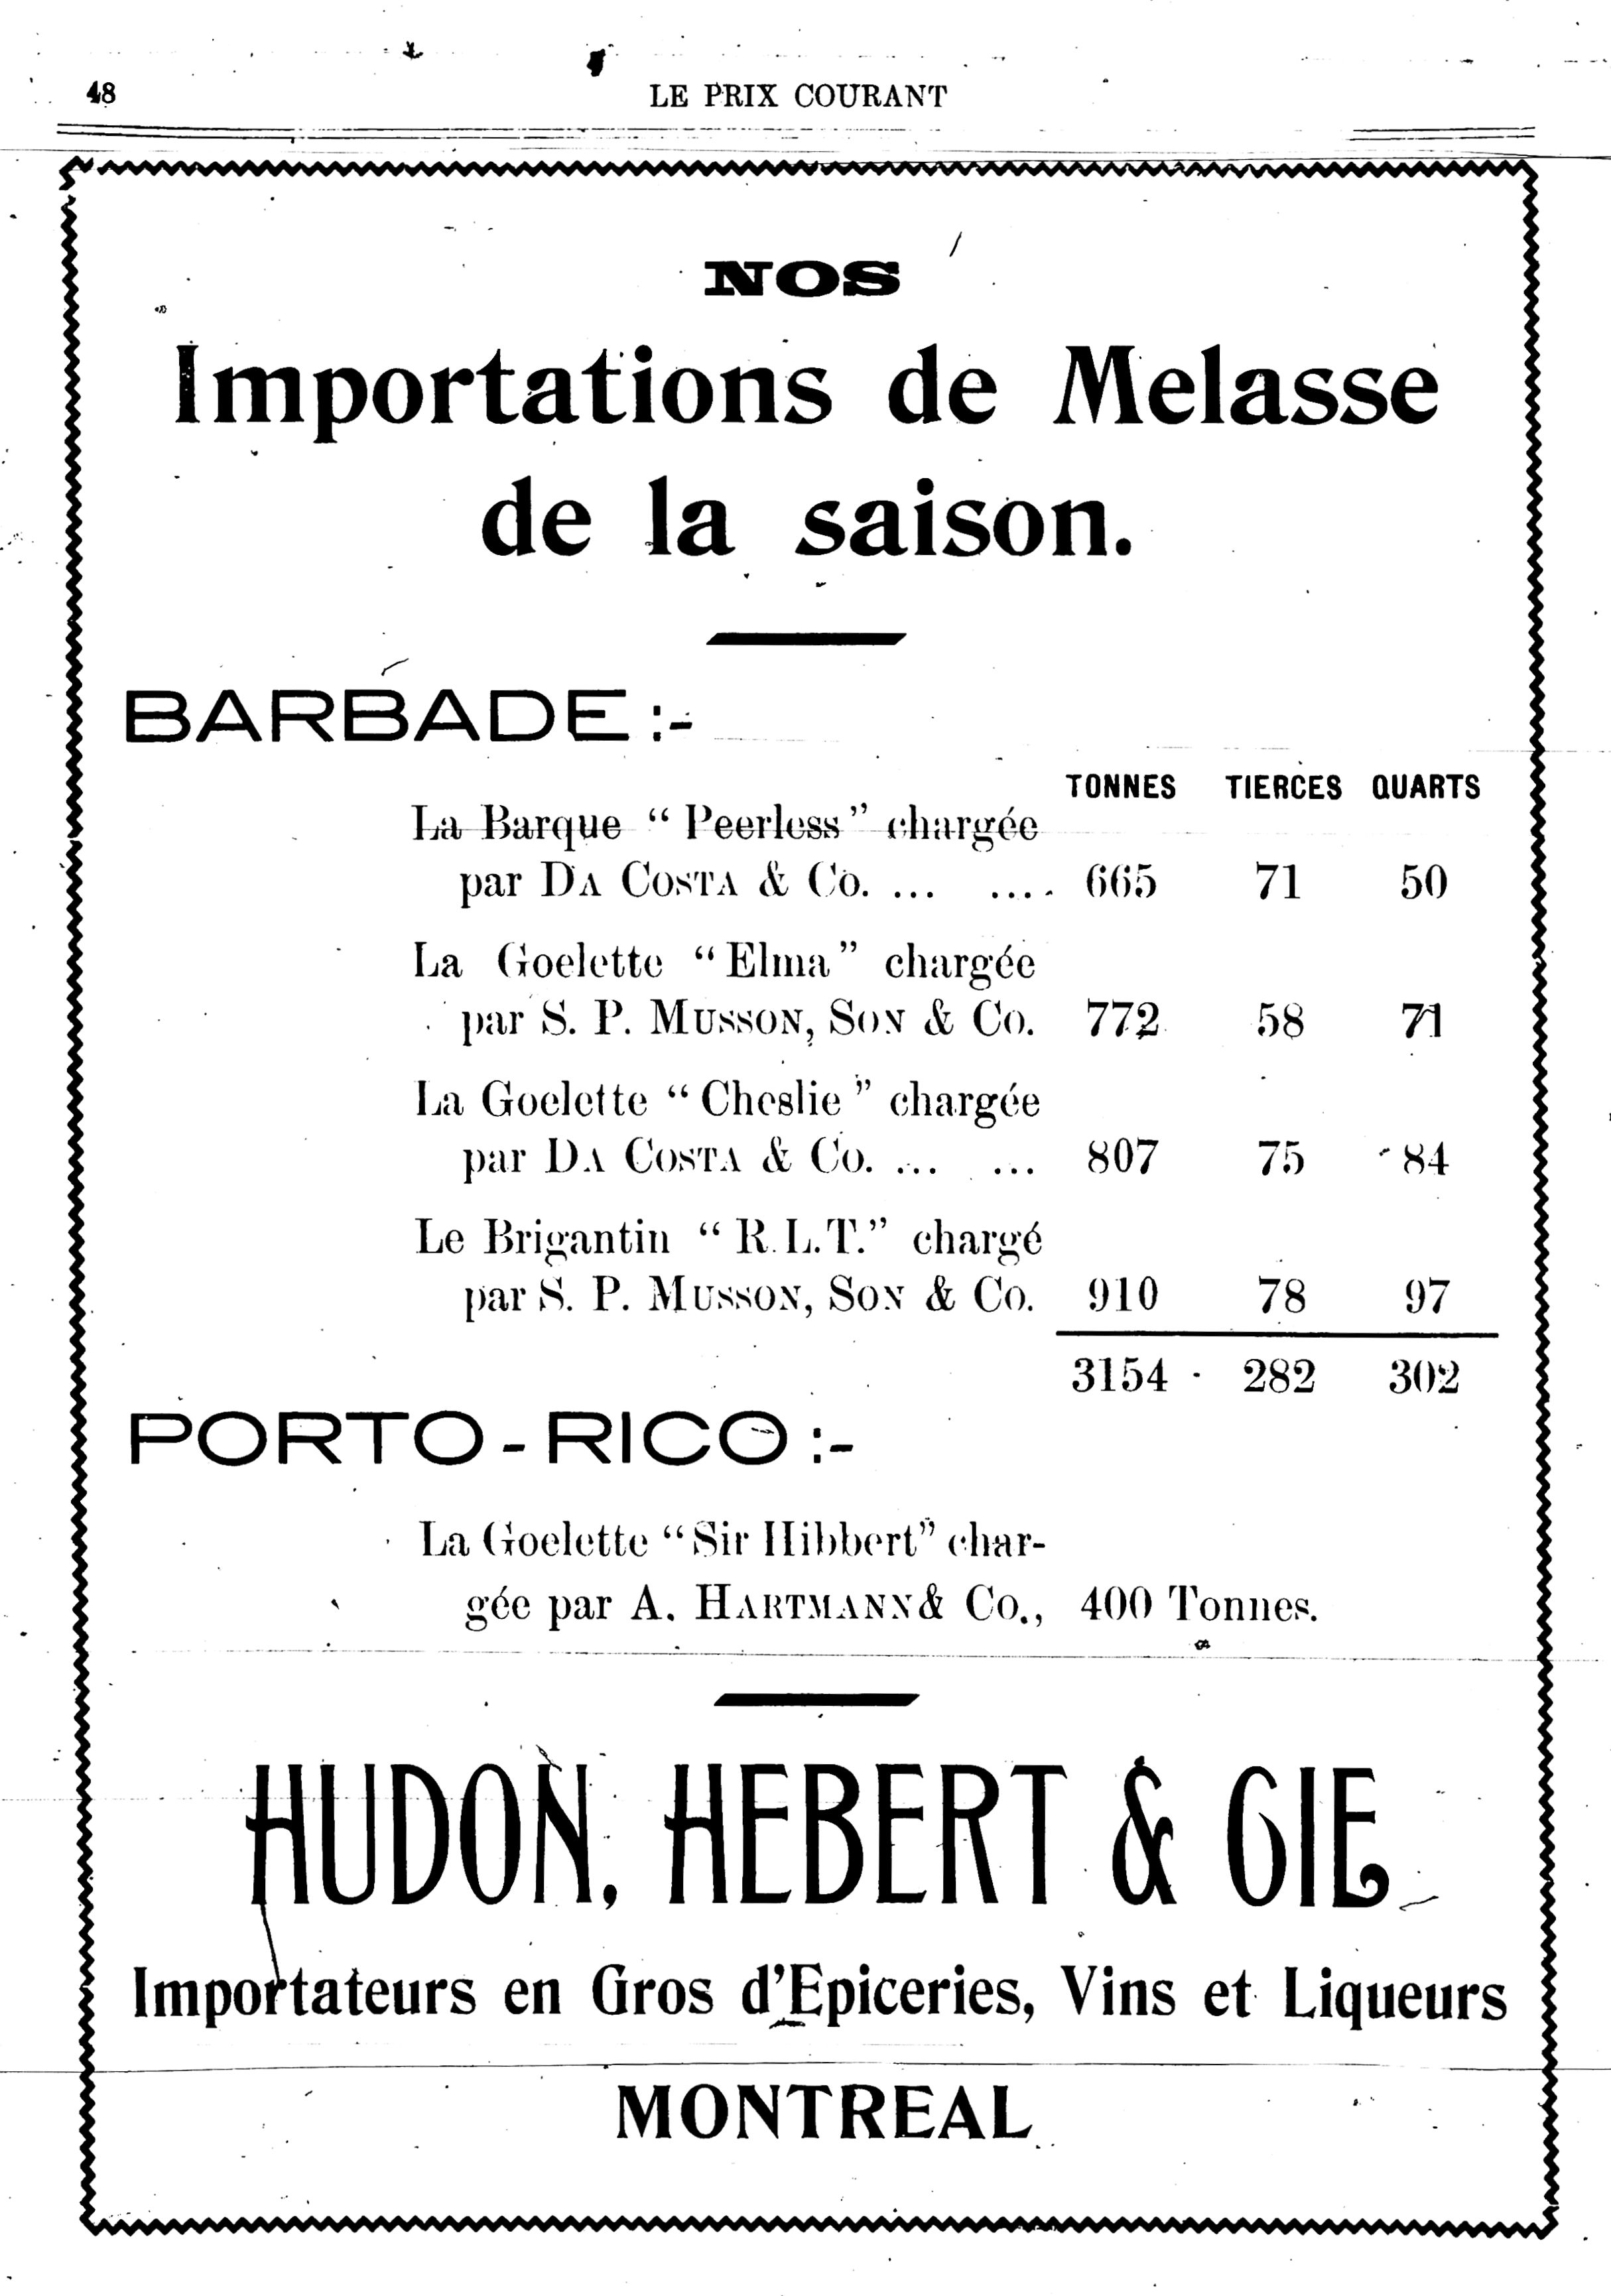 48
LE PRIX COURANT
NOS
Importations de Melasse
de la saison.
BARBADE :-
TONNES TIERCES QUARTS
La Barque “ Peerless ” chargée
par DA COSTA & Co. ... .... 665 71 50
La Goelette “ Elma ” chargée
par S. P. MUSSON, SON & Co. 772 58 71
La Goelette “ Cheslie ” chargée
par DA COSTA & Co. ... ... 807 75 84
Le Brigantin “ R. L. T. ” chargé
par S. P. MUSSON, SON & Co. 910 78 97
3154 282 302
PORTO-RICO :-
La Goelette “ Sir Hibbert ” char-
gée par A. HARTMANN & Co., 400 Tonnes.
HUDON, HEBERT & CIE
Importateurs en Gros d'Epiceries, Vins et Liqueurs
MONTREAL